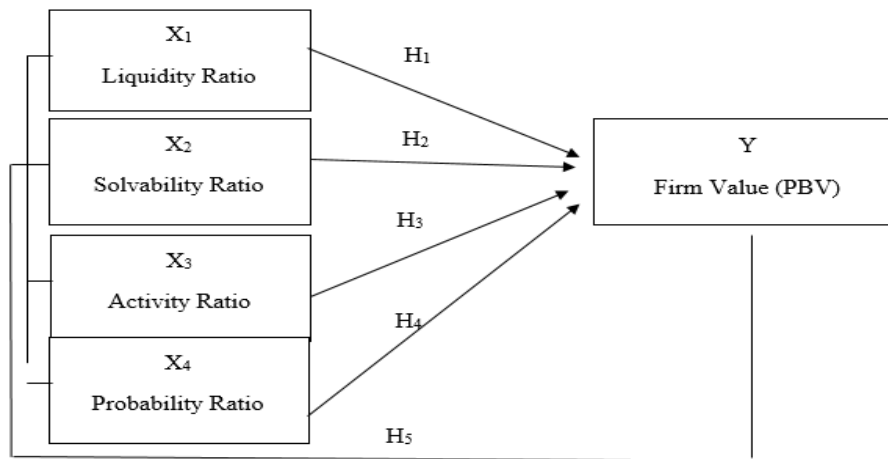 X₁
Liquidity Ratio
H₁
X₂
Solvability Ratio
H₂
Y
Firm Value (PBV)
X₃
Activity Ratio
H₃
X₄
Probability Ratio
H₄
H₅